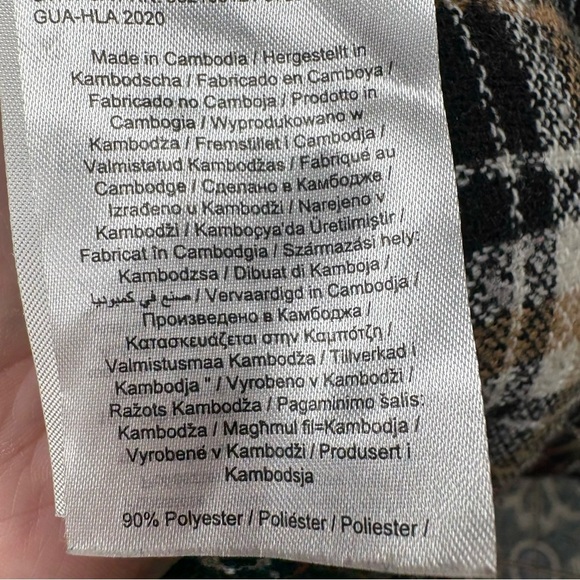 GUA-HLA 2020
Made in Cambodia / Hergestellt in
Kambodscha / Fabricado en Camboya /
Fabricado no Camboja / Prodotto in
Cambogia / Wyprodukowano w
Kambodza / Fremstillet i Cambodja /
Valmistatud Kambodžas / Fabriqué au
Cambodge / Сделано в Камбодже /
Izrađeno u Kambodži / Narejeno v
Kambodži / Kamboçya'da Üretilmiştir /
Fabricat în Cambodgia / Származási hely:
Kambodzsa / Dibuat di Kamboja /
صنع في كمبوديا / Vervaardigd in Cambodja /
Произведено в Камбоджа /
Κατασκευάζεται στην Καμπότζη /
Valmistusmaa Kambodža / Tillverkad i
Kambodja " / Vyrobeno v Kambodži /
Ražots Kambodža / Pagaminimo šalis:
Kambodža / Magħmul fil=Kambodja /
Vyrobené v Kambodži / Produsert i
Kambodsja
90% Polyester / Poliéster / Poliester /